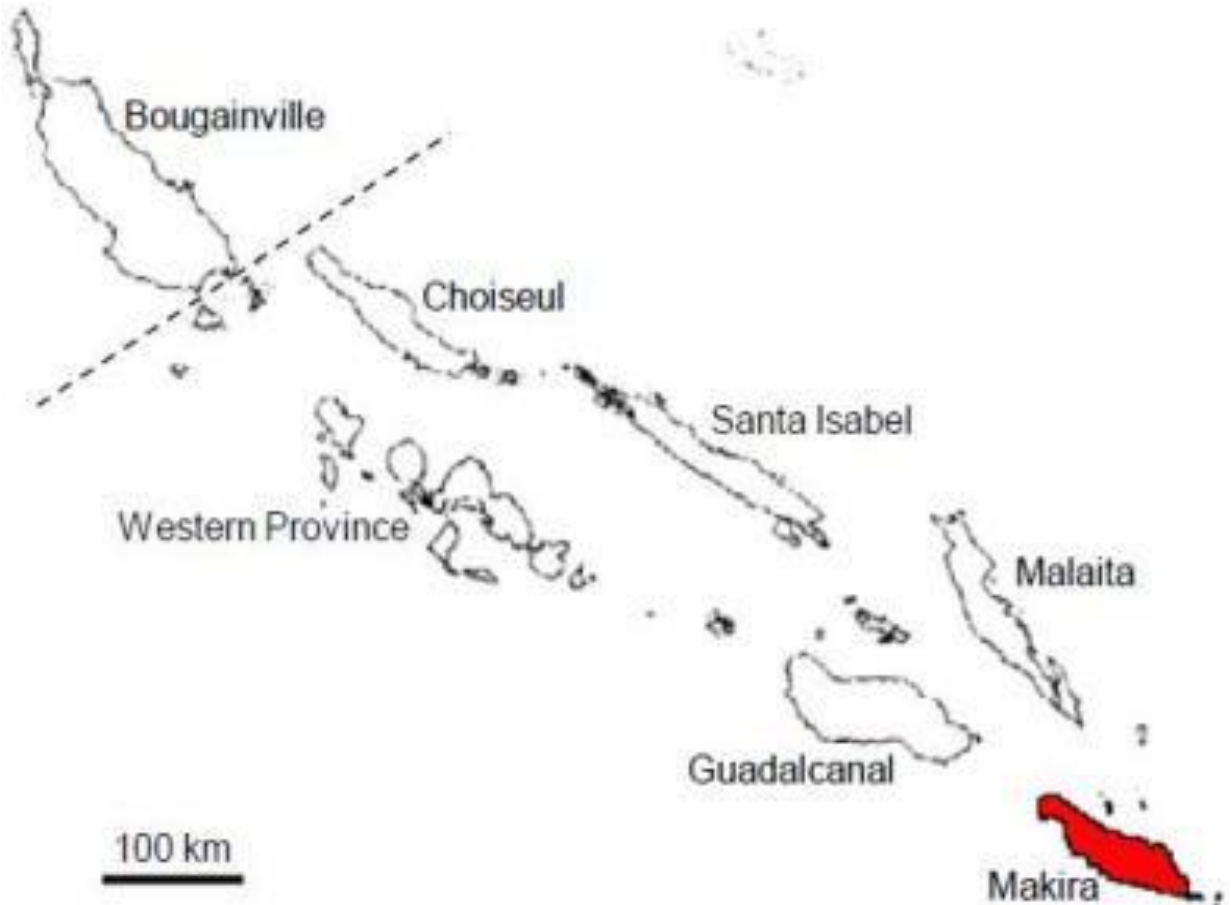 Bougainville
Choiseul
Santa Isabel
Western Province
Malaita
Guadalcanal
100 km
Makira